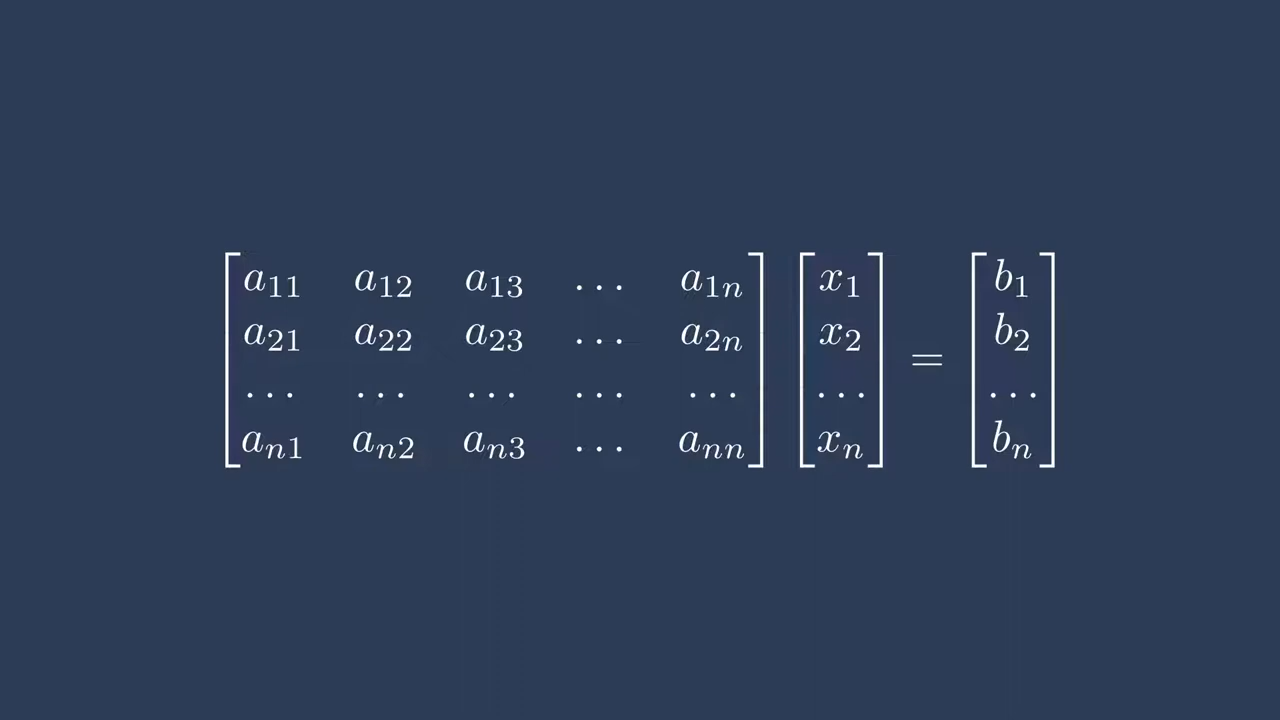 a₁₁ a₁₂ a₁₃ … a₁ₙ x₁ b₁
a₂₁ a₂₂ a₂₃ … a₂ₙ x₂ = b₂
… … … … … … …
aₙ₁ aₙ₂ aₙ₃ … aₙₙ xₙ bₙ